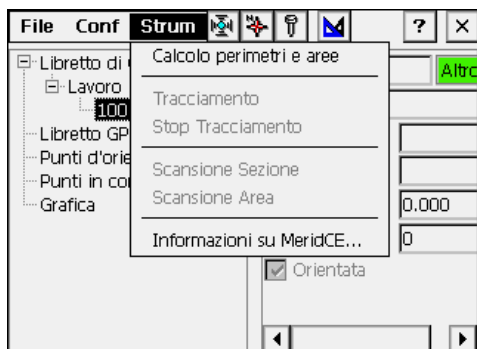 File Conf Strum ? ×
Libretto di
Calcolo perimetri e aree
Altro
Lavoro
Tracciamento
100
Stop Tracciamento
Libretto GP
Punti d'orie
Scansione Sezione
Punti in co
Scansione Area
Grafica
0.000
Informazioni su MeridCE...
0
Orientata